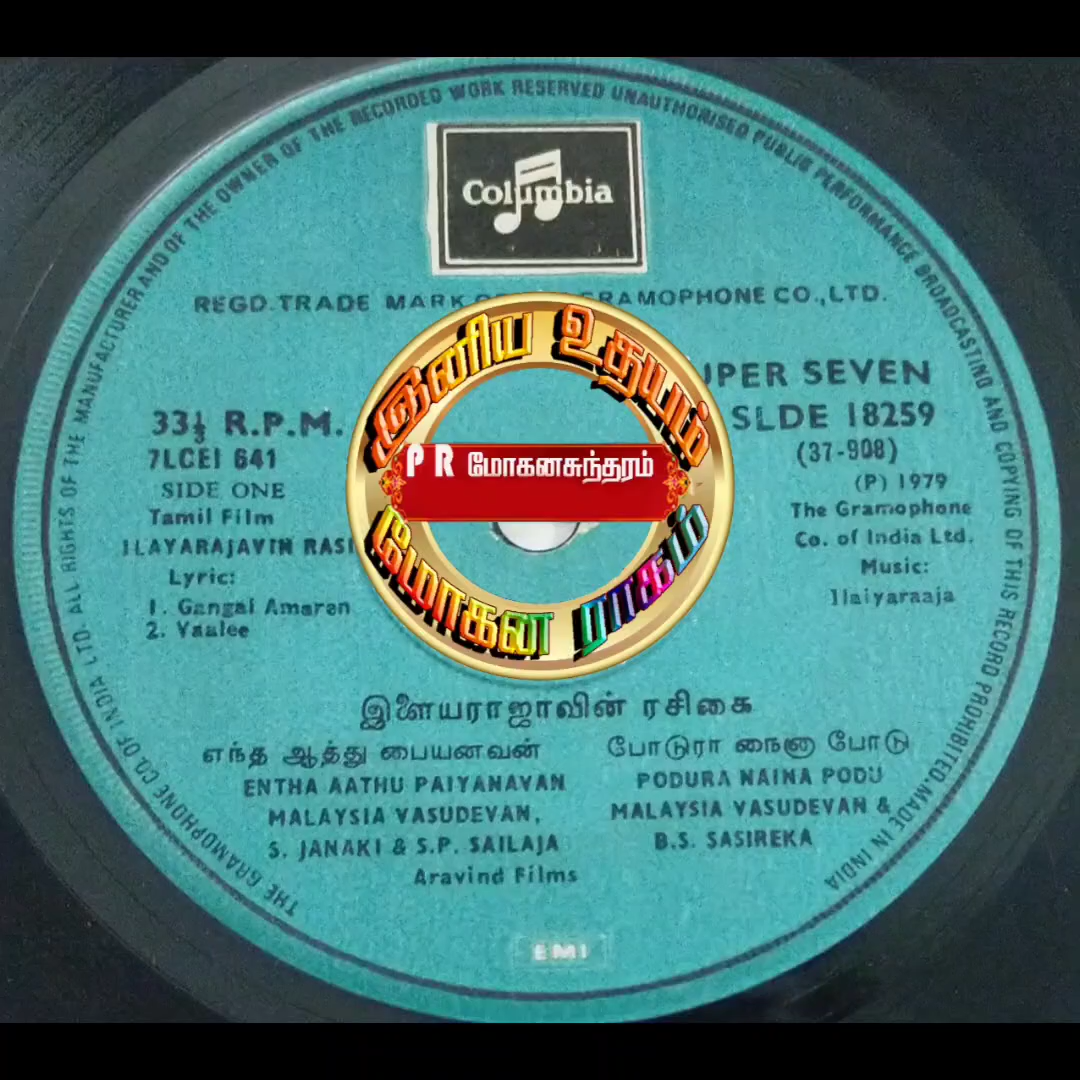 THE GRAMOPHONE CO. OF INDIA LTD. ALL RIGHTS OF THE MANUFACTURER AND OF THE OWNER OF THE RECORDED WORK RESERVED UNAUTHORISED PUBLIC PERFORMANCE BROADCASTING AND COPYING OF THIS RECORD PROHIBITED. MADE IN INDIA
Columbia
REGD. TRADE MARK GRAMOPHONE CO., LTD.
இனிய உதயம்
SEVEN
33⅓ R.P.M.
SLDE 18259
7LCEI 641
(37-908)
P R மோகனசுந்தரம்
SIDE ONE
(P) 1979
Tamil Film
The Gramophone
ILAYARAJAVIN
Co. of India Ltd.
மோகன ராகம்
Lyric:
Music:
1. Gangai Amaren
Ilaiyaraaja
2. Vaalee
இளையராஜாவின் ரசிகை
எந்த ஆத்து பையனவன்
ENTHA AATHU PAIYANAVAN
MALAYSIA VASUDEVAN,
S. JANAKI & S.P. SAILAJA
போடுரா நைனா போடு
PODURA NAINA PODU
MALAYSIA VASUDEVAN &
B.S. SASIREKA
Aravind Films
EMI